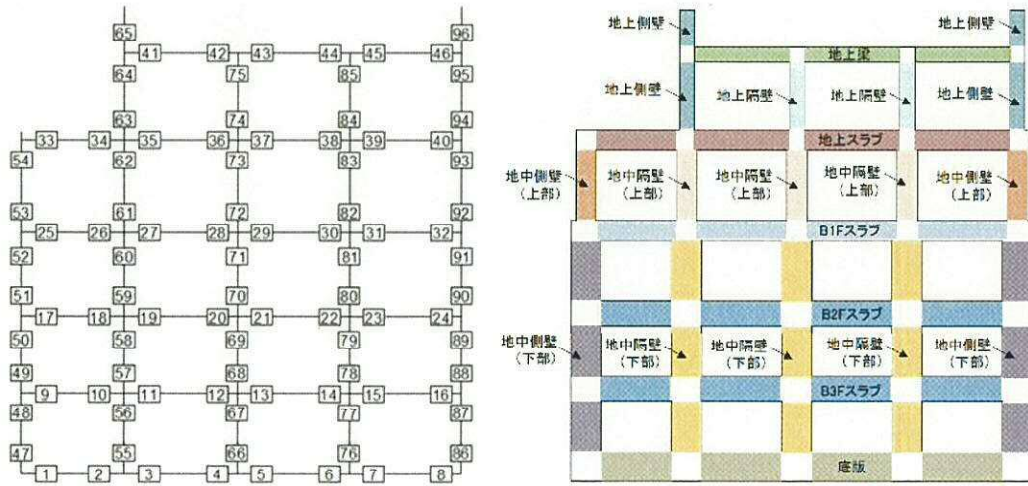 65 96
41 42 43 44 45 46
64 75 85 95
63 74 84 94
33 34 35 36 37 38 39 40
54 62 73 83 93
53 61 72 82 92
25 26 27 28 29 30 31 32
52 60 71 81 91
51 59 70 80 90
17 18 19 20 21 22 23 24
50 58 69 79 89
49 57 68 78 88
9 10 11 12 13 14 15 16
48 56 67 77 87
47 55 66 76 86
1 2 3 4 5 6 7 8
地上側壁 地上側壁
地上梁
地上側壁 地上隔壁 地上隔壁 地上側壁
地上スラブ
地中側壁 地中隔壁 地中隔壁 地中隔壁 地中側壁
(上部) (上部) (上部) (上部) (上部)
B1Fスラブ
B2Fスラブ
地中側壁 地中隔壁 地中隔壁 地中隔壁 地中側壁
(下部) (下部) (下部) (下部) (下部)
B3Fスラブ
底版